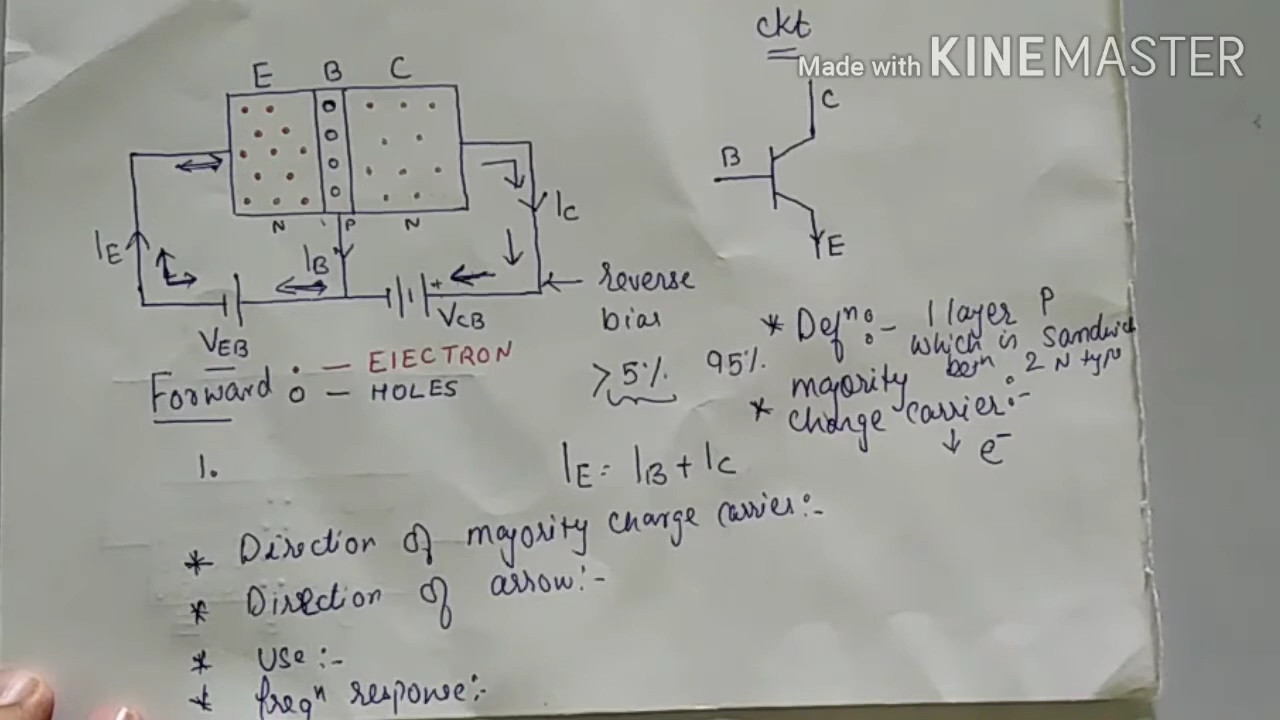 ckt
Made with KINEMASTER
E B C
C
B
E
N P N
IE
IB
IC
VEB
+
VCB
reverse
bias
Forward
• — ElECTRON
o — HOLES
>5% 95%
* Defn :- 1 layer P
which is Sandwich
betn 2 N type
* majority
charge carrier :-
↓ e-
1.
IE = IB + IC
* Direction of majority charge carrier :-
* Direction of arrow :-
* Use :-
* freqn response :-